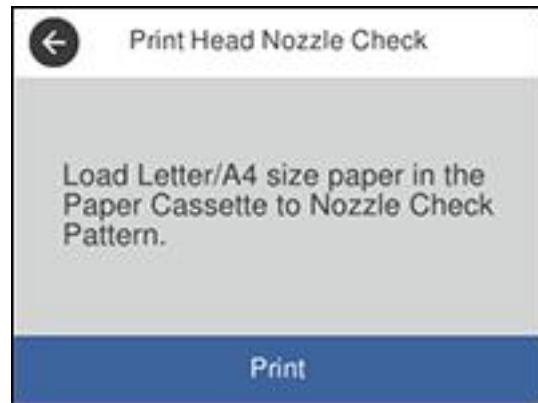 Print Head Nozzle Check
Load Letter/A4 size paper in the
Paper Cassette to Nozzle Check
Pattern.
Print